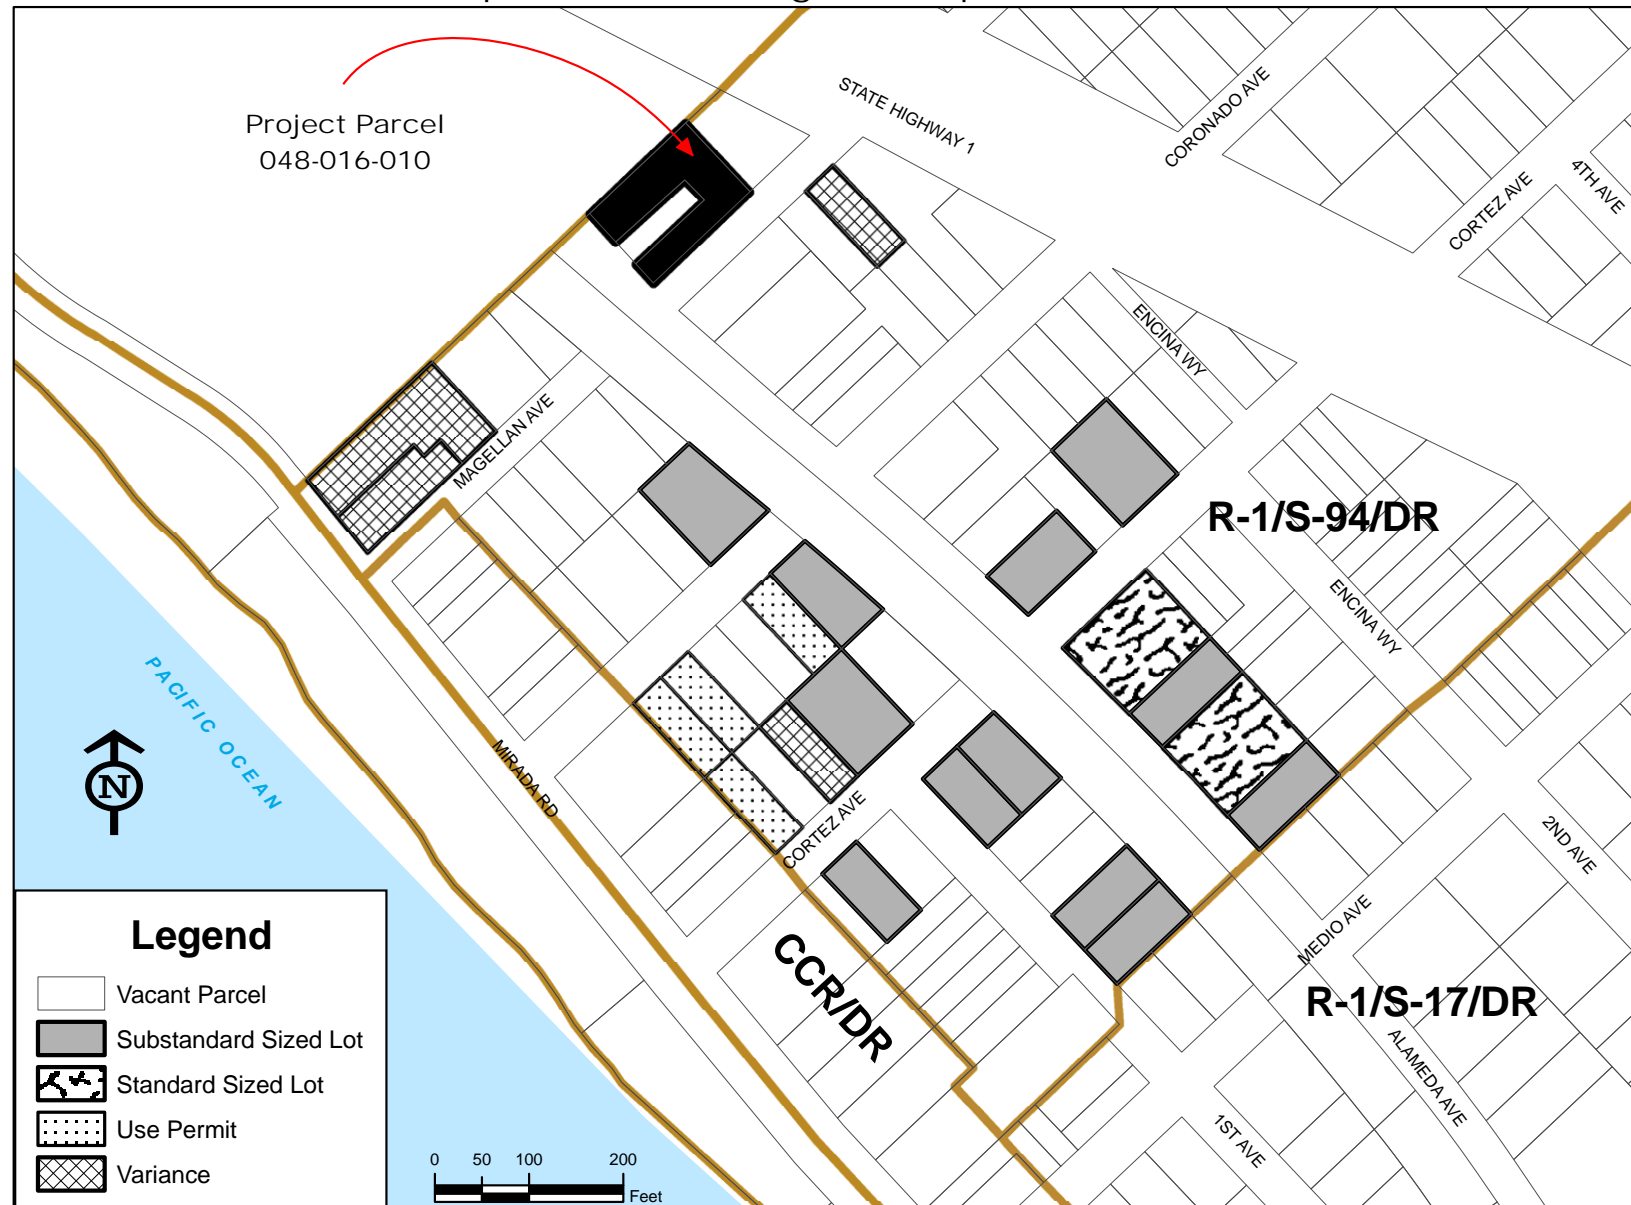 STATE HIGHWAY 1
CORONADO AVE
Project Parcel
048-016-010
4TH AVE
CORTEZ AVE
ENCINA WY
MAGELLAN AVE
R-1/S-94/DR
ENCINA WY
PACIFIC OCEAN
N
MIRADA RD
CORTEZ AVE
2ND AVE
MEDIO AVE
CCR/DR
R-1/S-17/DR
ALAMEDA AVE
1ST AVE
Legend
Vacant Parcel
Substandard Sized Lot
Standard Sized Lot
Use Permit
Variance
0 50 100 200
Feet